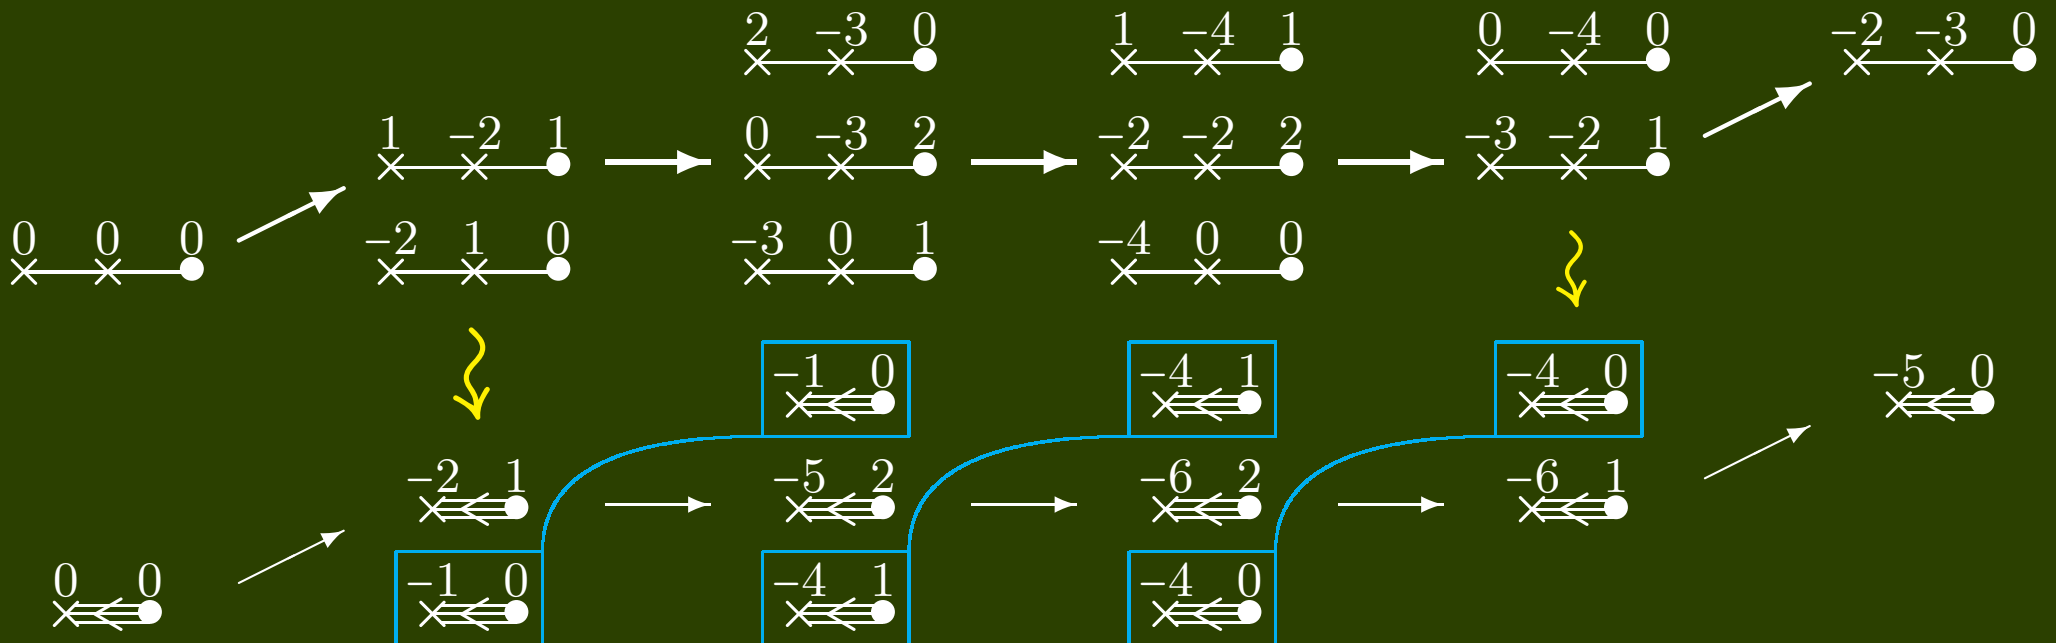 2 −3 0 1 −4 1 0 −4 0 −2 −3 0
1 −2 1 0 −3 2 −2 −2 2 −3 −2 1
0 0 0 −2 1 0 −3 0 1 −4 0 0
−1 0 −4 1 −4 0 −5 0
−2 1 −5 2 −6 2 −6 1
0 0 −1 0 −4 1 −4 0